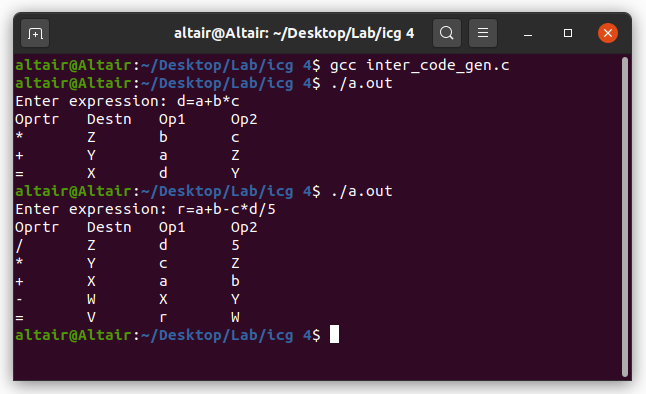 altair@Altair: ~/Desktop/Lab/icg 4
altair@Altair:~/Desktop/Lab/icg 4$ gcc inter_code_gen.c
altair@Altair:~/Desktop/Lab/icg 4$ ./a.out
Enter expression: d=a+b*c
Oprtr Destn Op1 Op2
* Z b c
+ Y a Z
= X d Y
altair@Altair:~/Desktop/Lab/icg 4$ ./a.out
Enter expression: r=a+b-c*d/5
Oprtr Destn Op1 Op2
/ Z d 5
* Y c Z
+ X a b
- W X Y
= V r W
altair@Altair:~/Desktop/Lab/icg 4$